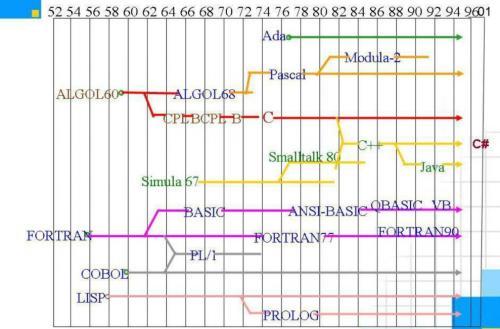 52 54 56 58 60 62 64 66 68 70 72 74 76 78 80 82 84 86 88 90 92 94 96 01
Ada
Modula-2
Pascal
ALGOL60 ALGOL68
CPL BCPL B C
C++ C#
Smalltalk 80
Java
Simula 67
BASIC ANSI-BASIC QBASIC VB
FORTRAN FORTRAN77 FORTRAN90
PL/1
COBOL
LISP
PROLOG